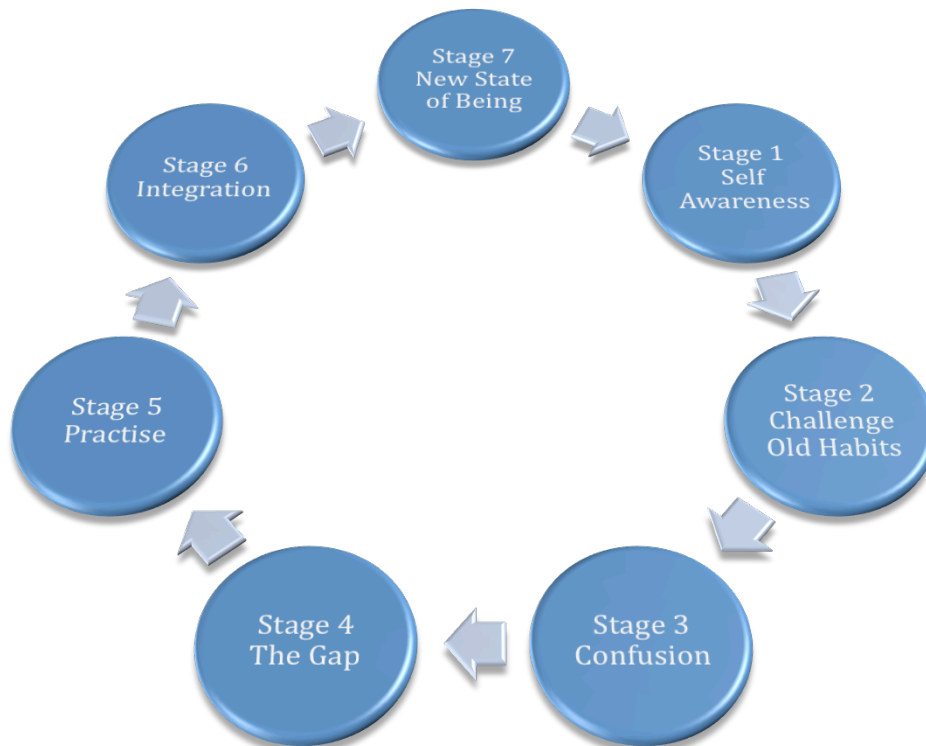 Stage 7
New State
of Being
Stage 1
Self
Awareness
Stage 2
Challenge
Old Habits
Stage 3
Confusion
Stage 4
The Gap
Stage 5
Practise
Stage 6
Integration